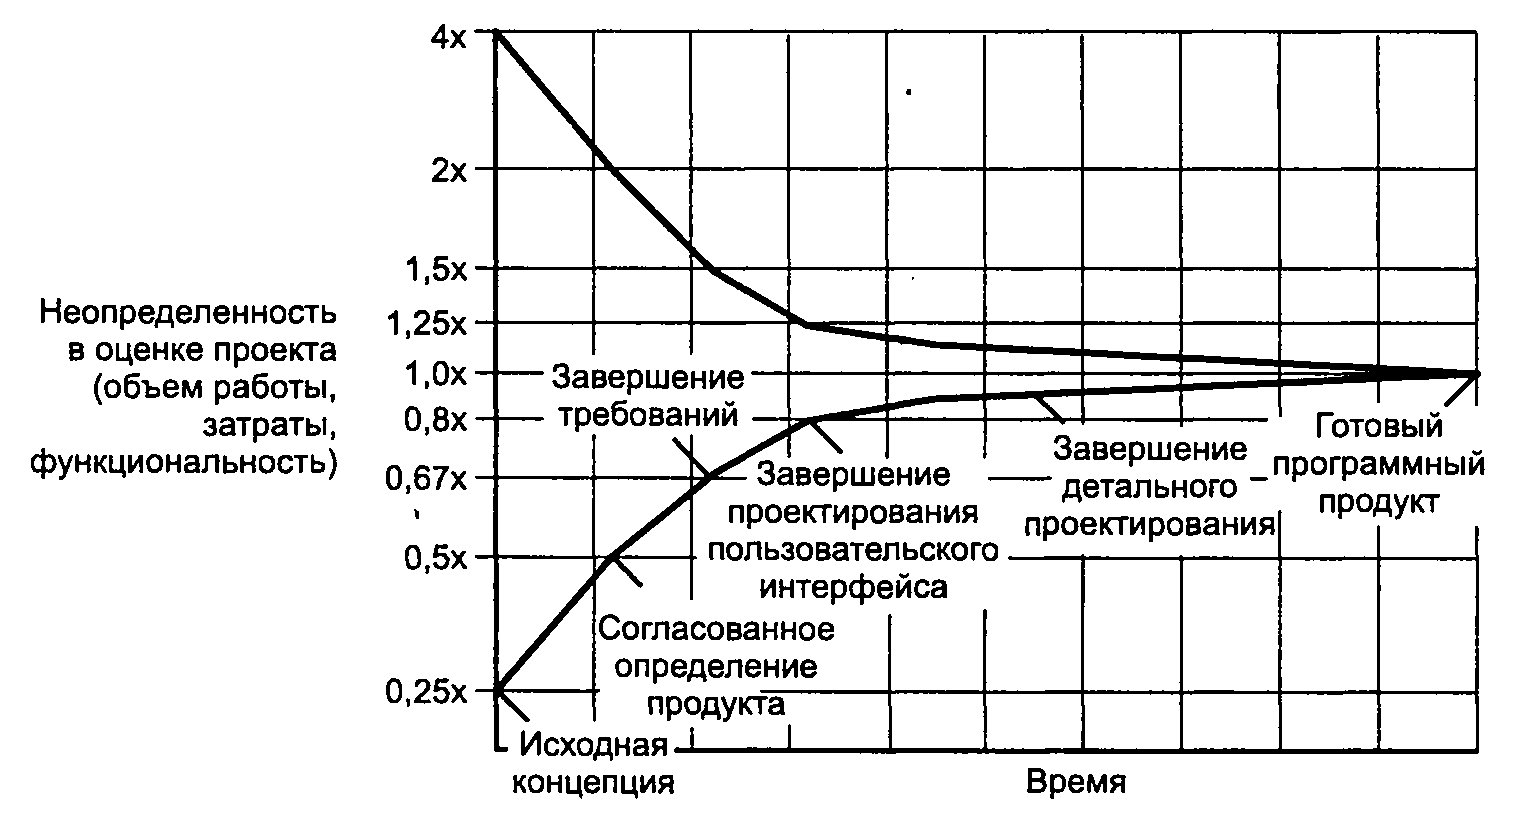 4x
2x
1,5x
1,25x
1,0x
0,8x
0,67x
0,5x
0,25x
Неопределенность
в оценке проекта
(объем работы,
затраты,
функциональность)
Завершение
требований
Завершение
проектирования
пользовательского
интерфейса
Завершение
детального
проектирования
Готовый
программный
продукт
Согласованное
определение
продукта
Исходная
концепция
Время